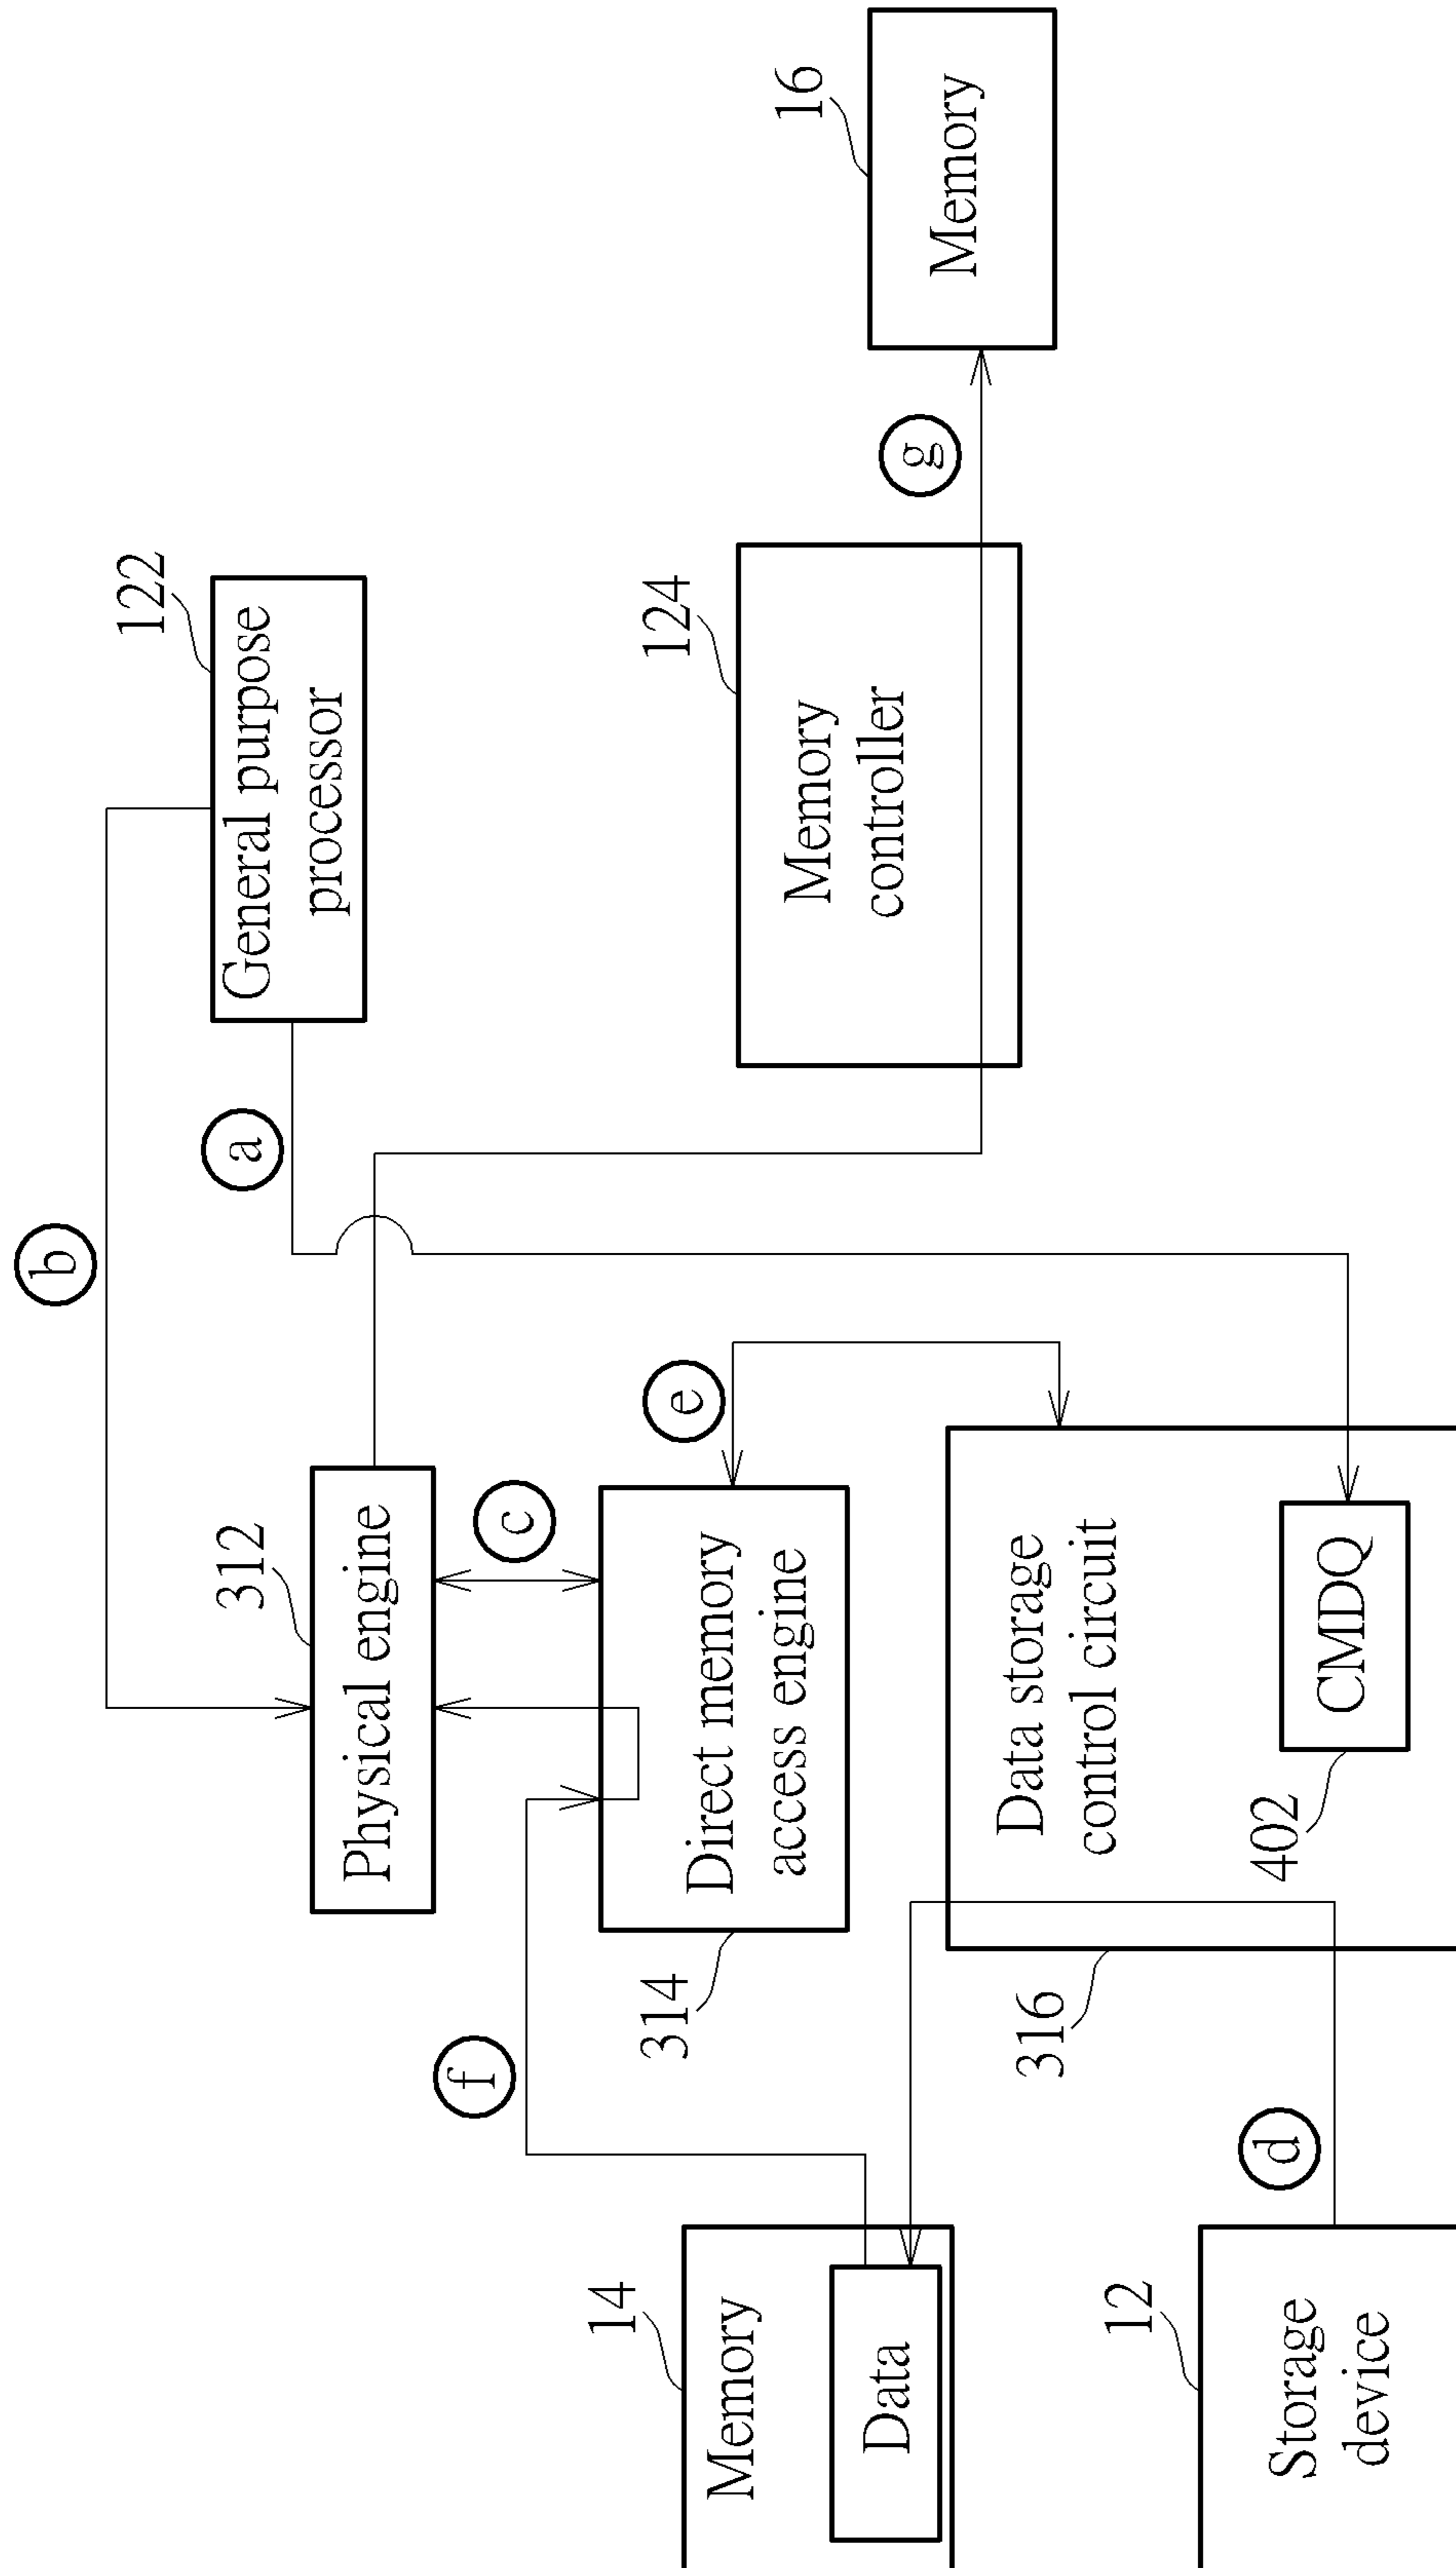 b
122
General purpose
processor
a
312
Physical engine
c
f
314
Direct memory
access engine
e
124
Memory
controller
g
16
Memory
14
Memory
Data
316
Data storage
control circuit
402
CMDQ
d
12
Storage
device